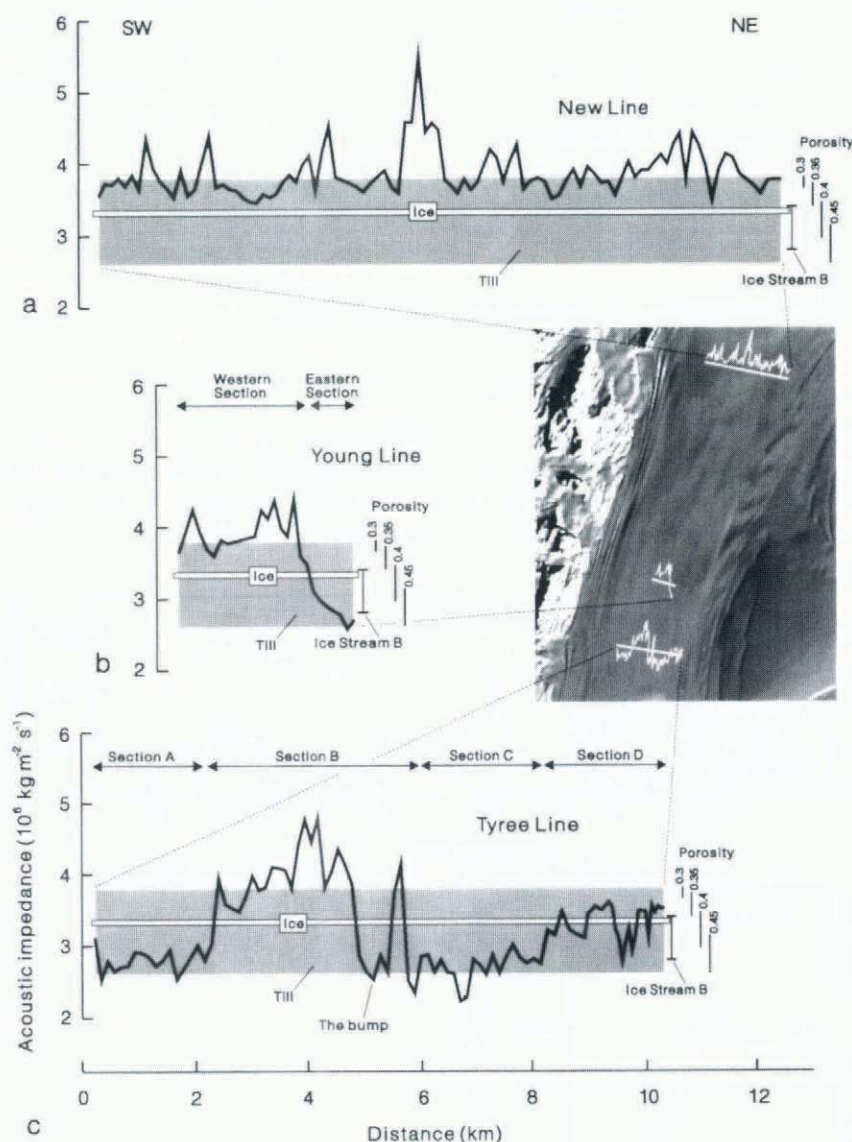 6
SW
NE
5
New Line
4
Porosity
0.3
0.35
0.4
0.45
Ice
3
Till
Ice Stream B
2
a
6
Western Section
Eastern Section
5
Young Line
4
Porosity
0.3
0.35
0.4
0.45
Ice
3
Till
Ice Stream B
2
b
Acoustic impedance (10⁶ kg m⁻² s⁻¹)
6
Section A
Section B
Section C
Section D
5
Tyree Line
4
Porosity
0.3
0.35
0.4
0.45
Ice
3
Till
Ice Stream B
2
The bump
0 2 4 6 8 10 12
c
Distance (km)